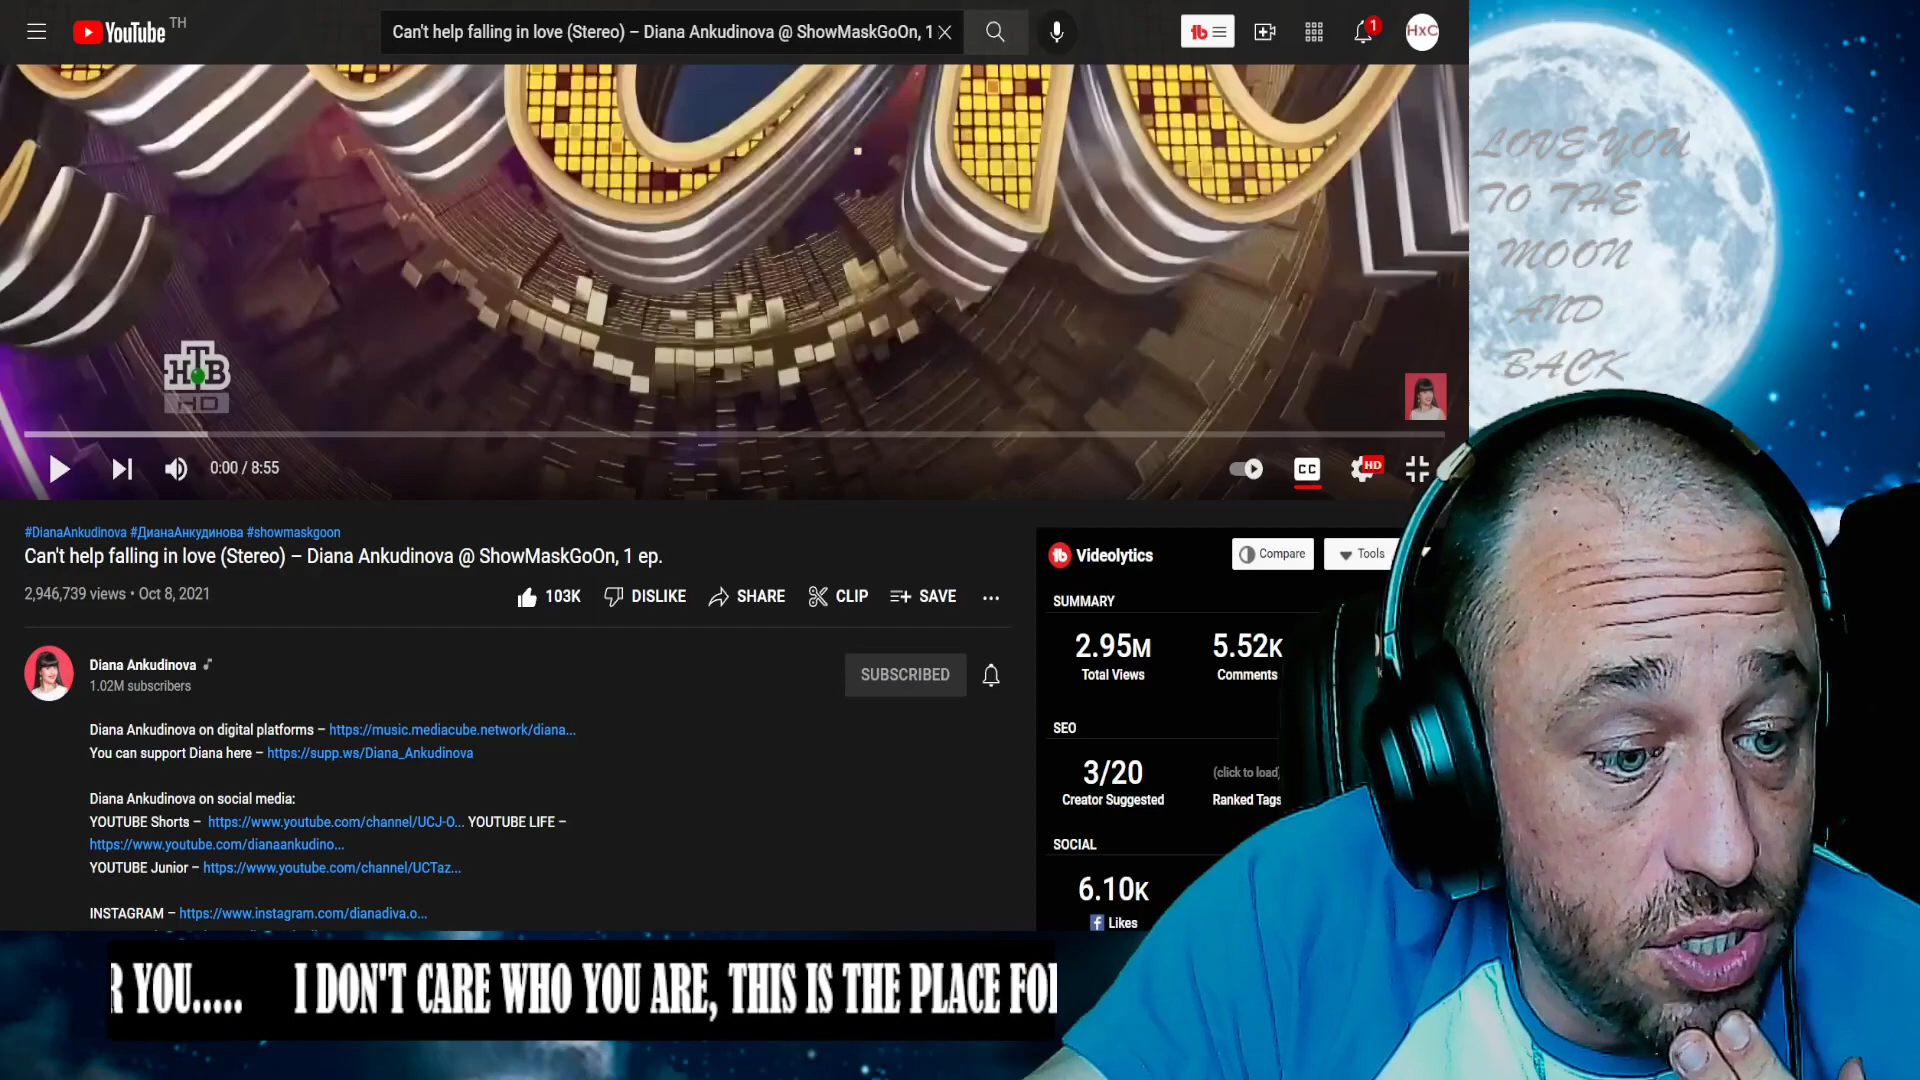 YouTube TH
Can't help falling in love (Stereo) – Diana Ankudinova @ ShowMaskGoOn, 1
1
HxC
LOVE YOU
TO THE
MOON
AND
BACK
НТВ
HD
0:00 / 8:55
CC
HD
#DianaAnkudinova #ДианаАнкудинова #showmaskgoon
Can't help falling in love (Stereo) – Diana Ankudinova @ ShowMaskGoOn, 1 ep.
2,946,739 views • Oct 8, 2021
103K DISLIKE SHARE CLIP SAVE ...
Diana Ankudinova
1.02M subscribers
SUBSCRIBED
Diana Ankudinova on digital platforms – https://music.mediacube.network/diana...
You can support Diana here – https://supp.ws/Diana_Ankudinova
Diana Ankudinova on social media:
YOUTUBE Shorts – https://www.youtube.com/channel/UCJ-O... YOUTUBE LIFE –
https://www.youtube.com/dianaankudino...
YOUTUBE Junior – https://www.youtube.com/channel/UCTaz...
INSTAGRAM – https://www.instagram.com/dianadiva.o...
Videolytics
Compare
Tools
SUMMARY
2.95M 5.52K
Total Views Comments
SEO
3/20 (click to load)
Creator Suggested Ranked Tags
SOCIAL
6.10K
Likes
R YOU..... I DON'T CARE WHO YOU ARE, THIS IS THE PLACE FOR